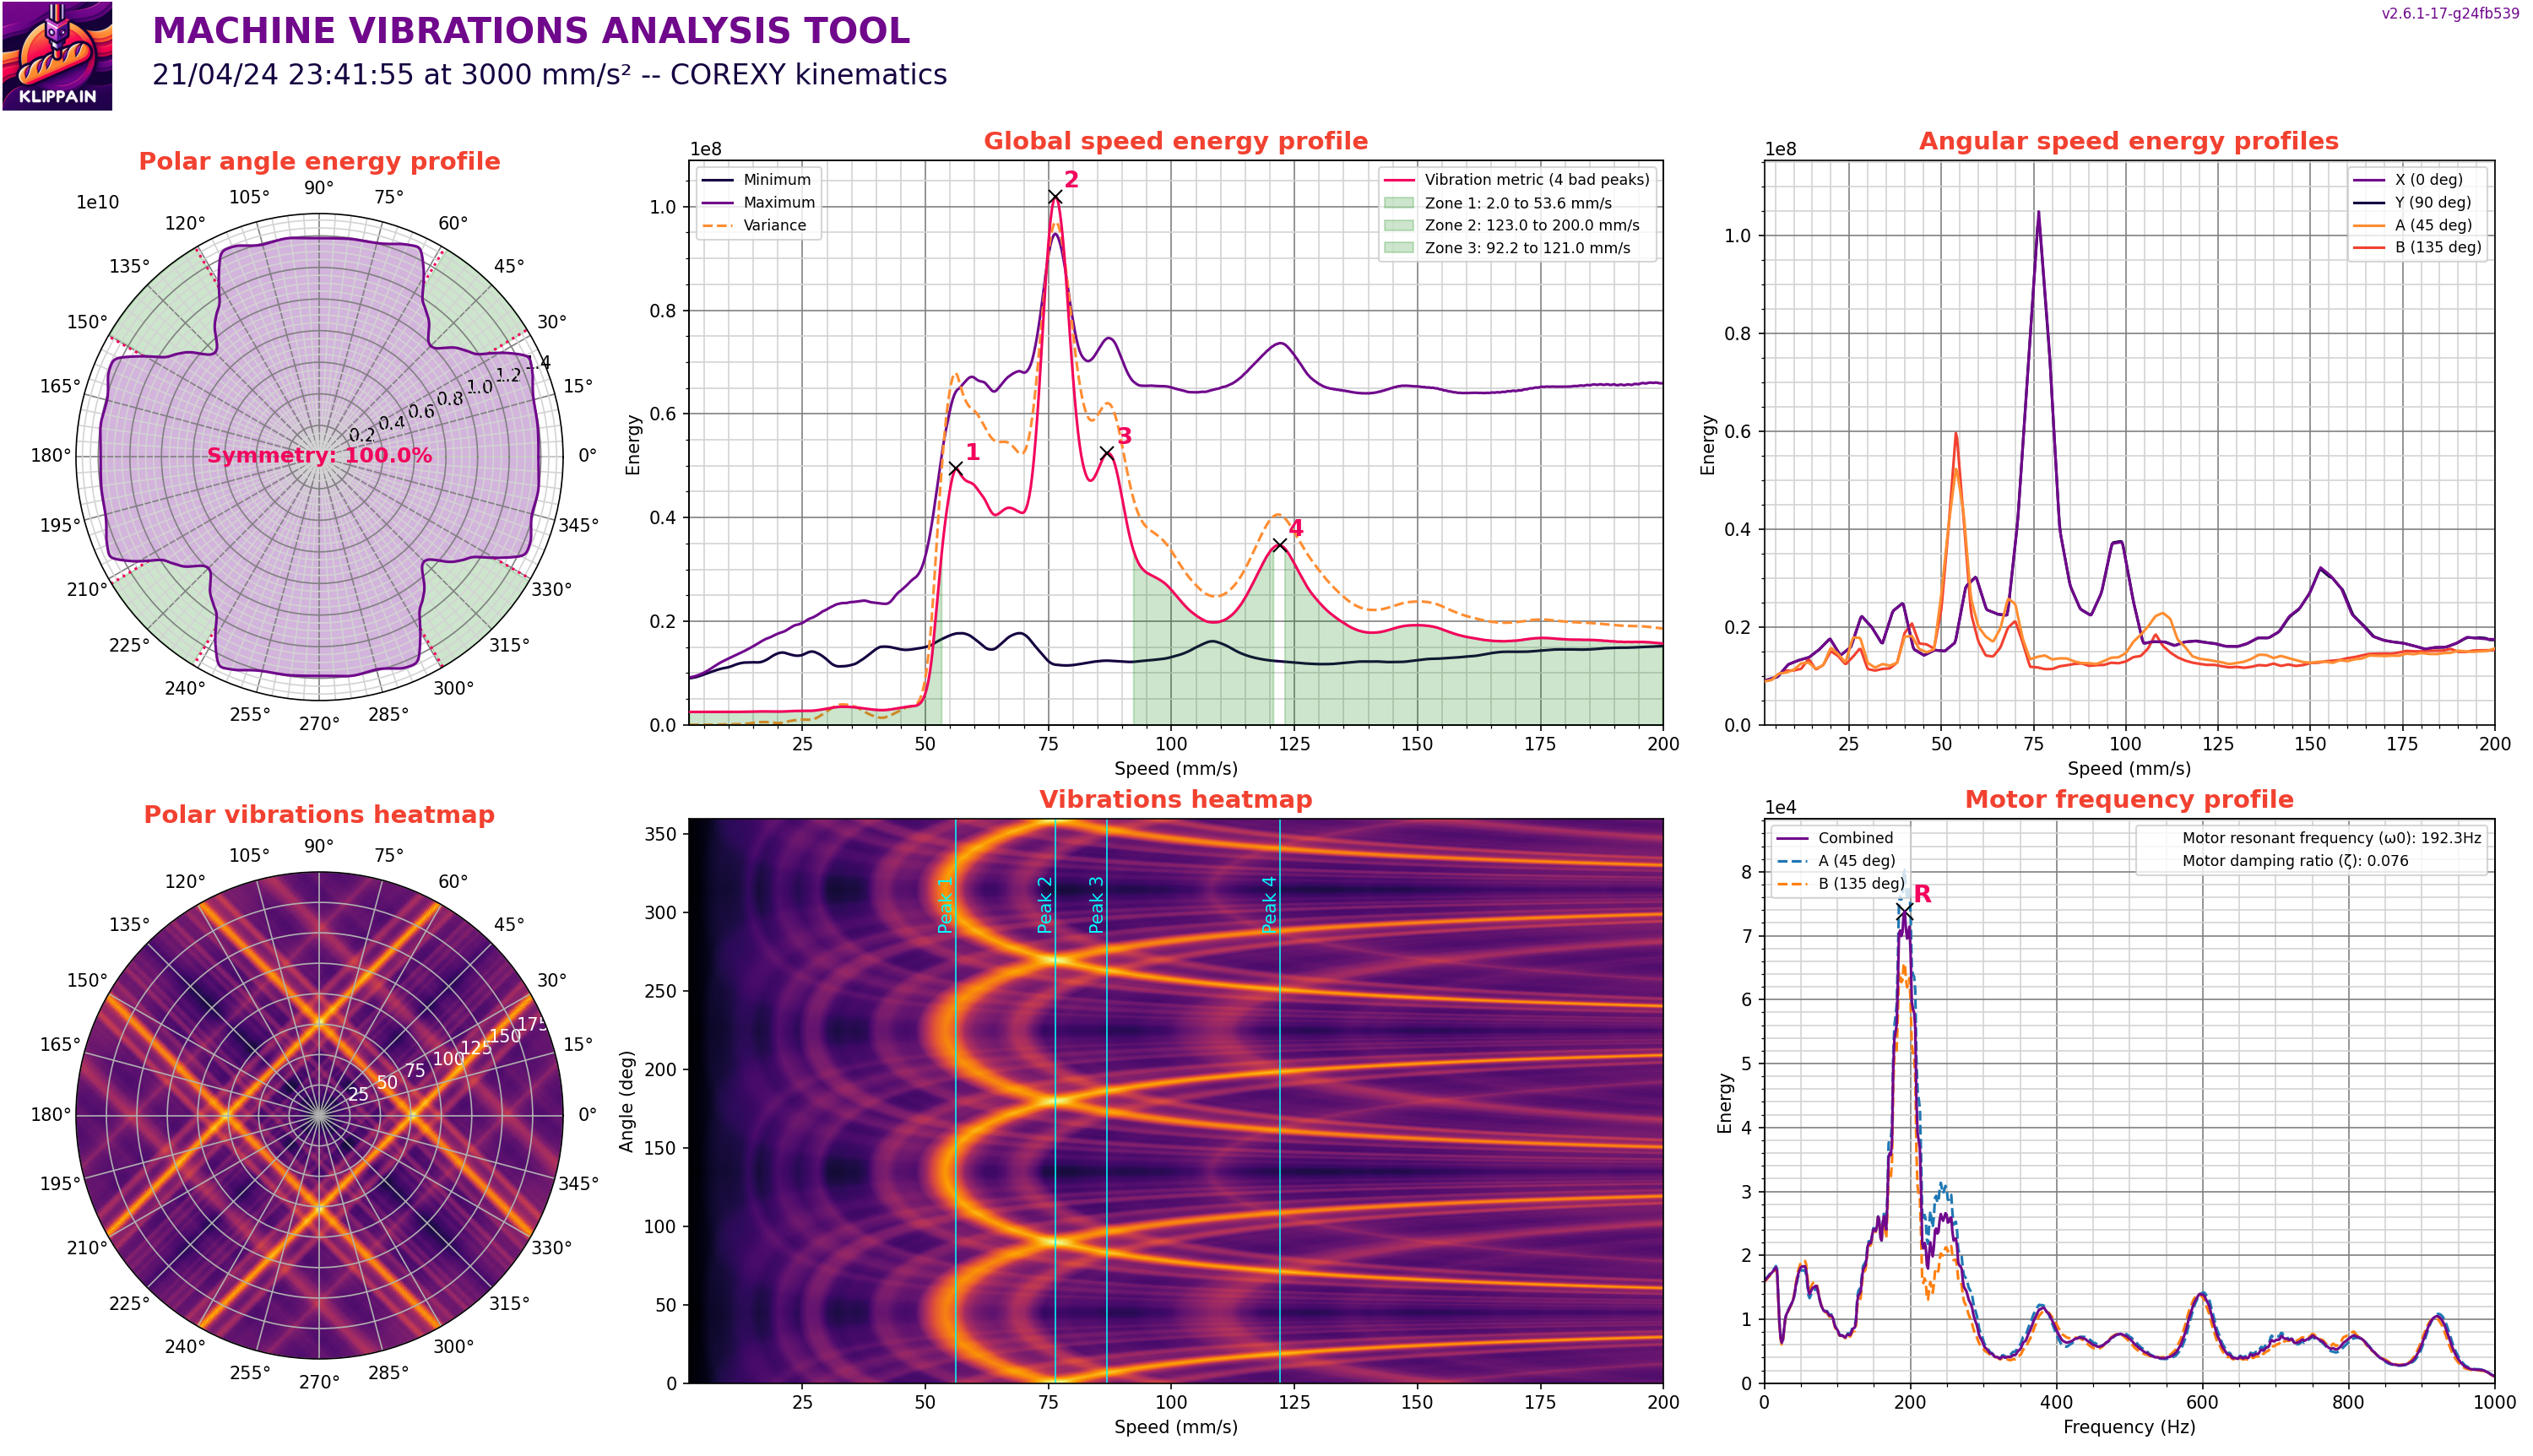 KLIPPAIN
MACHINE VIBRATIONS ANALYSIS TOOL
21/04/24 23:41:55 at 3000 mm/s² -- COREXY kinematics
v2.6.1-17-g24fb539
Polar angle energy profile
1e10
0°
15°
30°
45°
60°
75°
90°
105°
120°
135°
150°
165°
180°
195°
210°
225°
240°
255°
270°
285°
300°
315°
330°
345°
0.2
0.4
0.6
0.8
1.0
1.2
1.4
Symmetry: 100.0%
Global speed energy profile
1e8
Minimum
Maximum
Variance
Vibration metric (4 bad peaks)
Zone 1: 2.0 to 53.6 mm/s
Zone 2: 123.0 to 200.0 mm/s
Zone 3: 92.2 to 121.0 mm/s
1
2
3
4
Energy
1.0
0.8
0.6
0.4
0.2
0.0
25 50 75 100 125 150 175 200
Speed (mm/s)
Angular speed energy profiles
1e8
X (0 deg)
Y (90 deg)
A (45 deg)
B (135 deg)
Energy
1.0
0.8
0.6
0.4
0.2
0.0
25 50 75 100 125 150 175 200
Speed (mm/s)
Polar vibrations heatmap
0°
15°
30°
45°
60°
75°
90°
105°
120°
135°
150°
165°
180°
195°
210°
225°
240°
255°
270°
285°
300°
315°
330°
345°
25
50
75
100
125
150
175
Vibrations heatmap
Peak 1
Peak 2
Peak 3
Peak 4
Angle (deg)
350
300
250
200
150
100
50
0
25 50 75 100 125 150 175 200
Speed (mm/s)
Motor frequency profile
1e4
Combined
A (45 deg)
B (135 deg)
Motor resonant frequency (ω0): 192.3Hz
Motor damping ratio (ζ): 0.076
R
Energy
8
7
6
5
4
3
2
1
0
0 200 400 600 800 1000
Frequency (Hz)